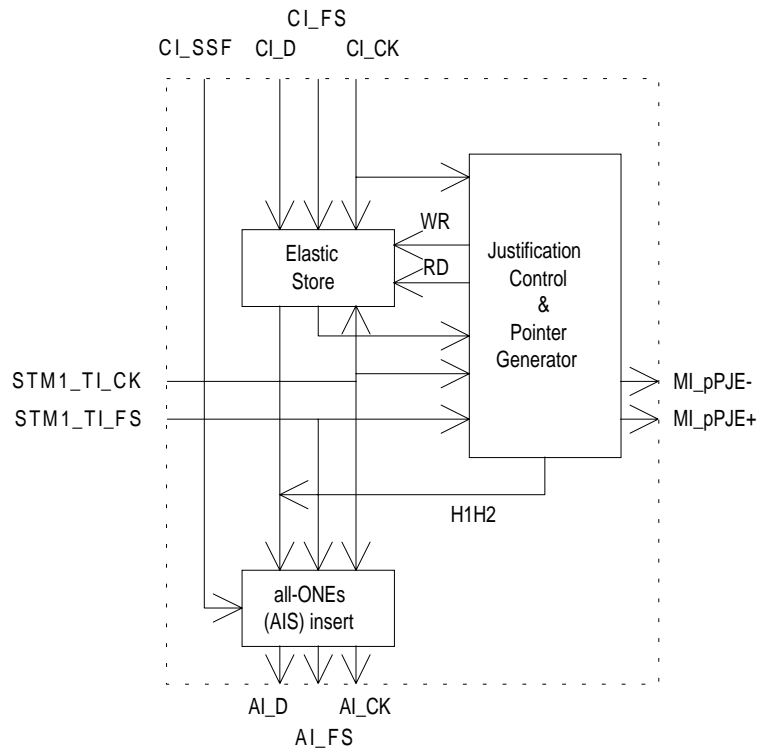 CI_FS
CI_SSF CI_D CI_CK
WR
RD
Elastic
Store
Justification
Control
&
Pointer
Generator
STM1_TI_CK
STM1_TI_FS
MI_pPJE-
MI_pPJE+
H1H2
all-ONEs
(AIS) insert
AI_D AI_CK
AI_FS